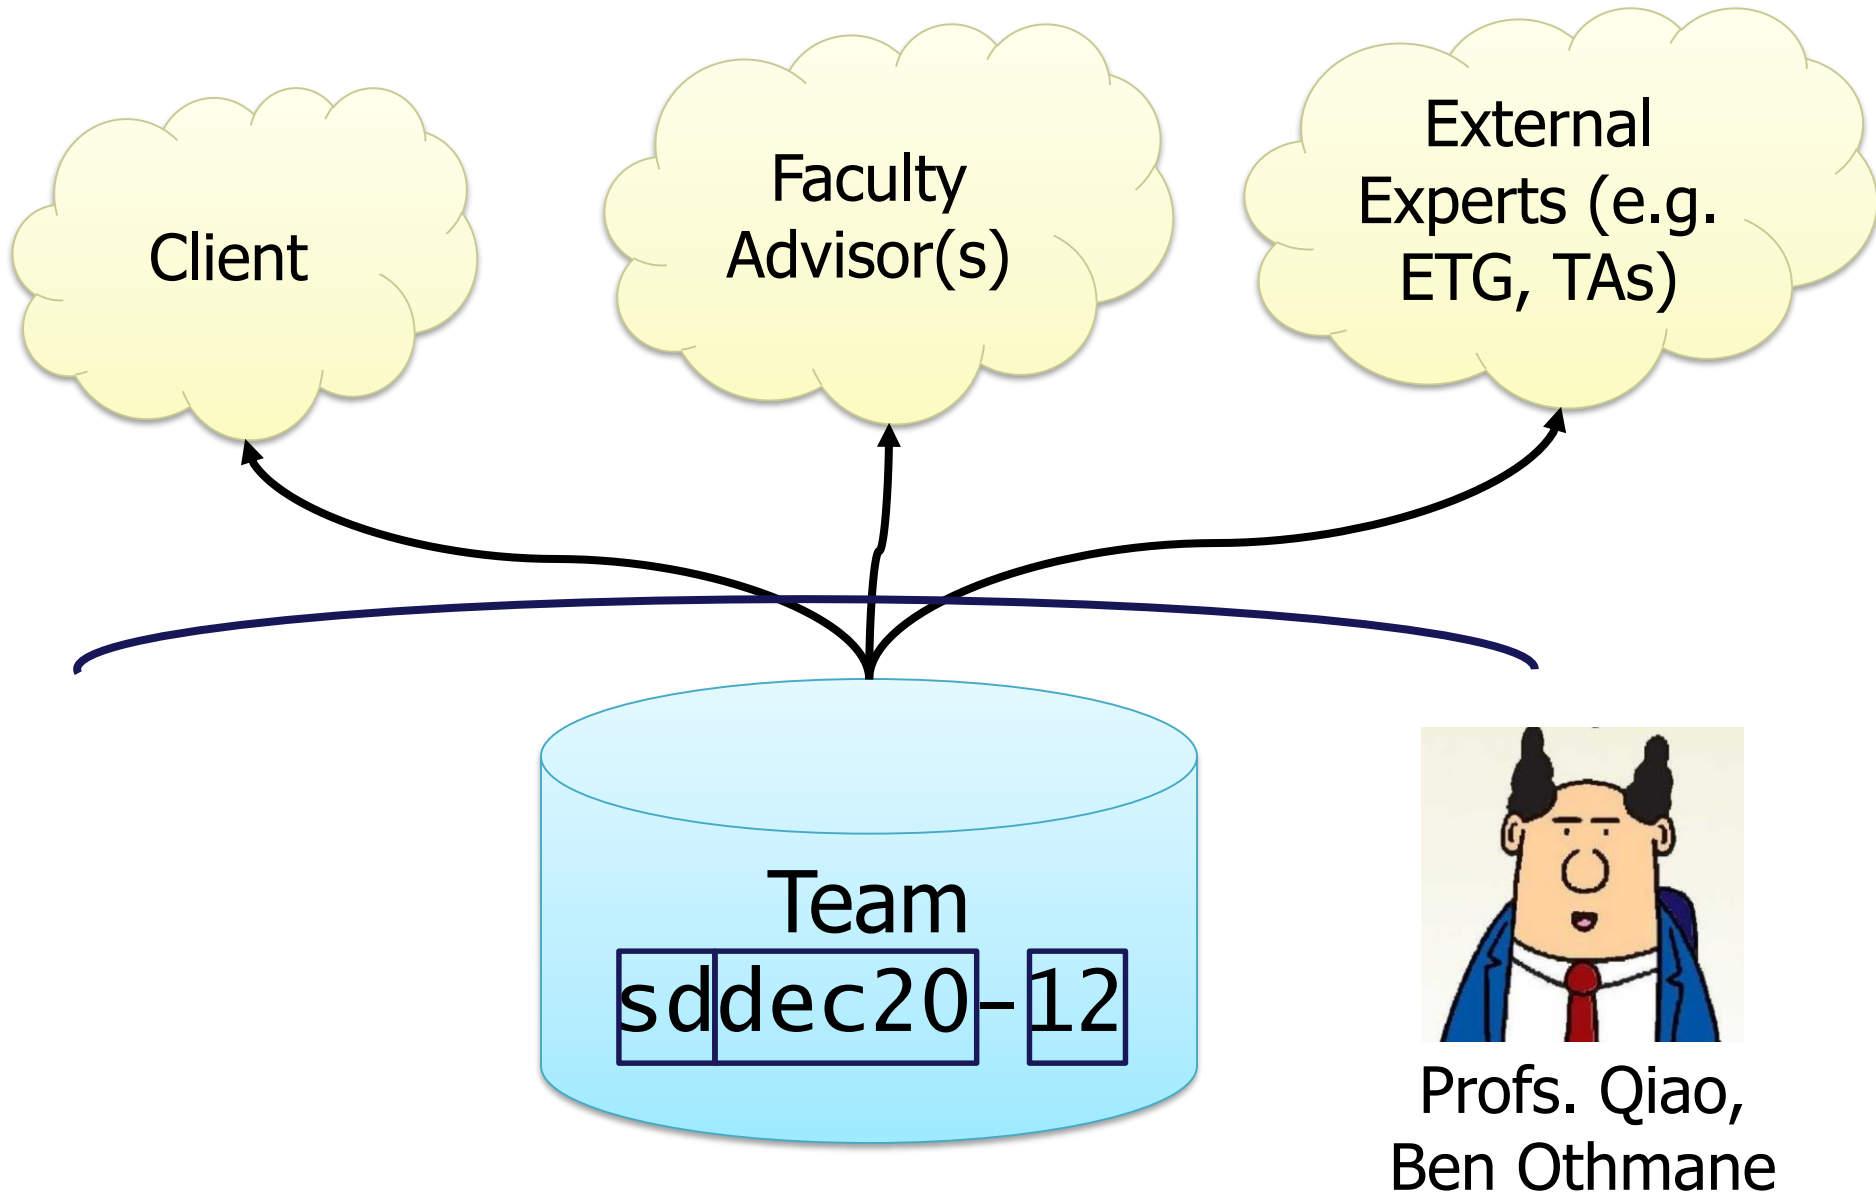 Client
Faculty
Advisor(s)
External
Experts (e.g.
ETG, TAs)
Team
sddec20-12
Profs. Qiao,
Ben Othmane